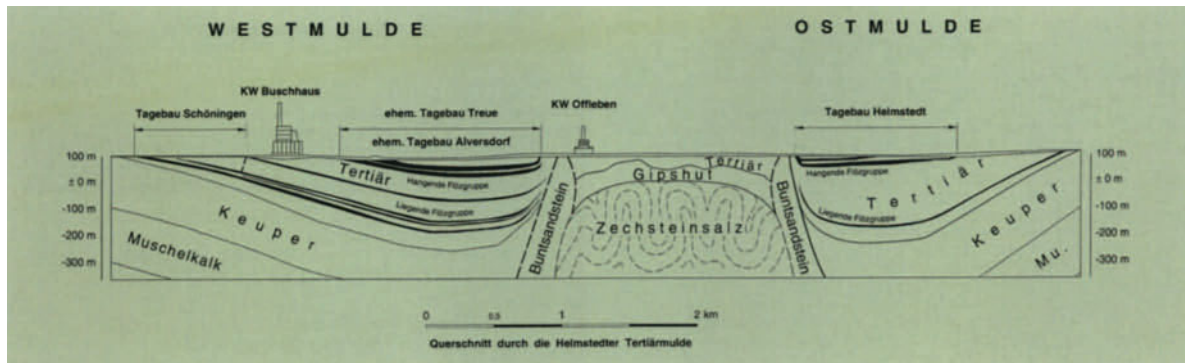 WESTMULDE
OSTMULDE
KW Buschhaus
KW Offleben
Tagebau Schöningen
ehem. Tagebau Treue
Tagebau Helmstedt
ehem. Tagebau Alversdorf
100 m
± 0 m
-100 m
-200 m
-300 m
Tertiär
Hangende Flözgruppe
Liegende Flözgruppe
Keuper
Muschelkalk
Buntsandstein
Terriär
Gipshut
Zechsteinsalz
Buntsandstein
Hangende Flözgruppe
Tertiär
Liegende Flözgruppe
Keuper
Mu.
100 m
± 0 m
-100 m
-200 m
-300 m
0 0.5 1 2 km
Querschnitt durch die Helmstedter Tertiärmulde